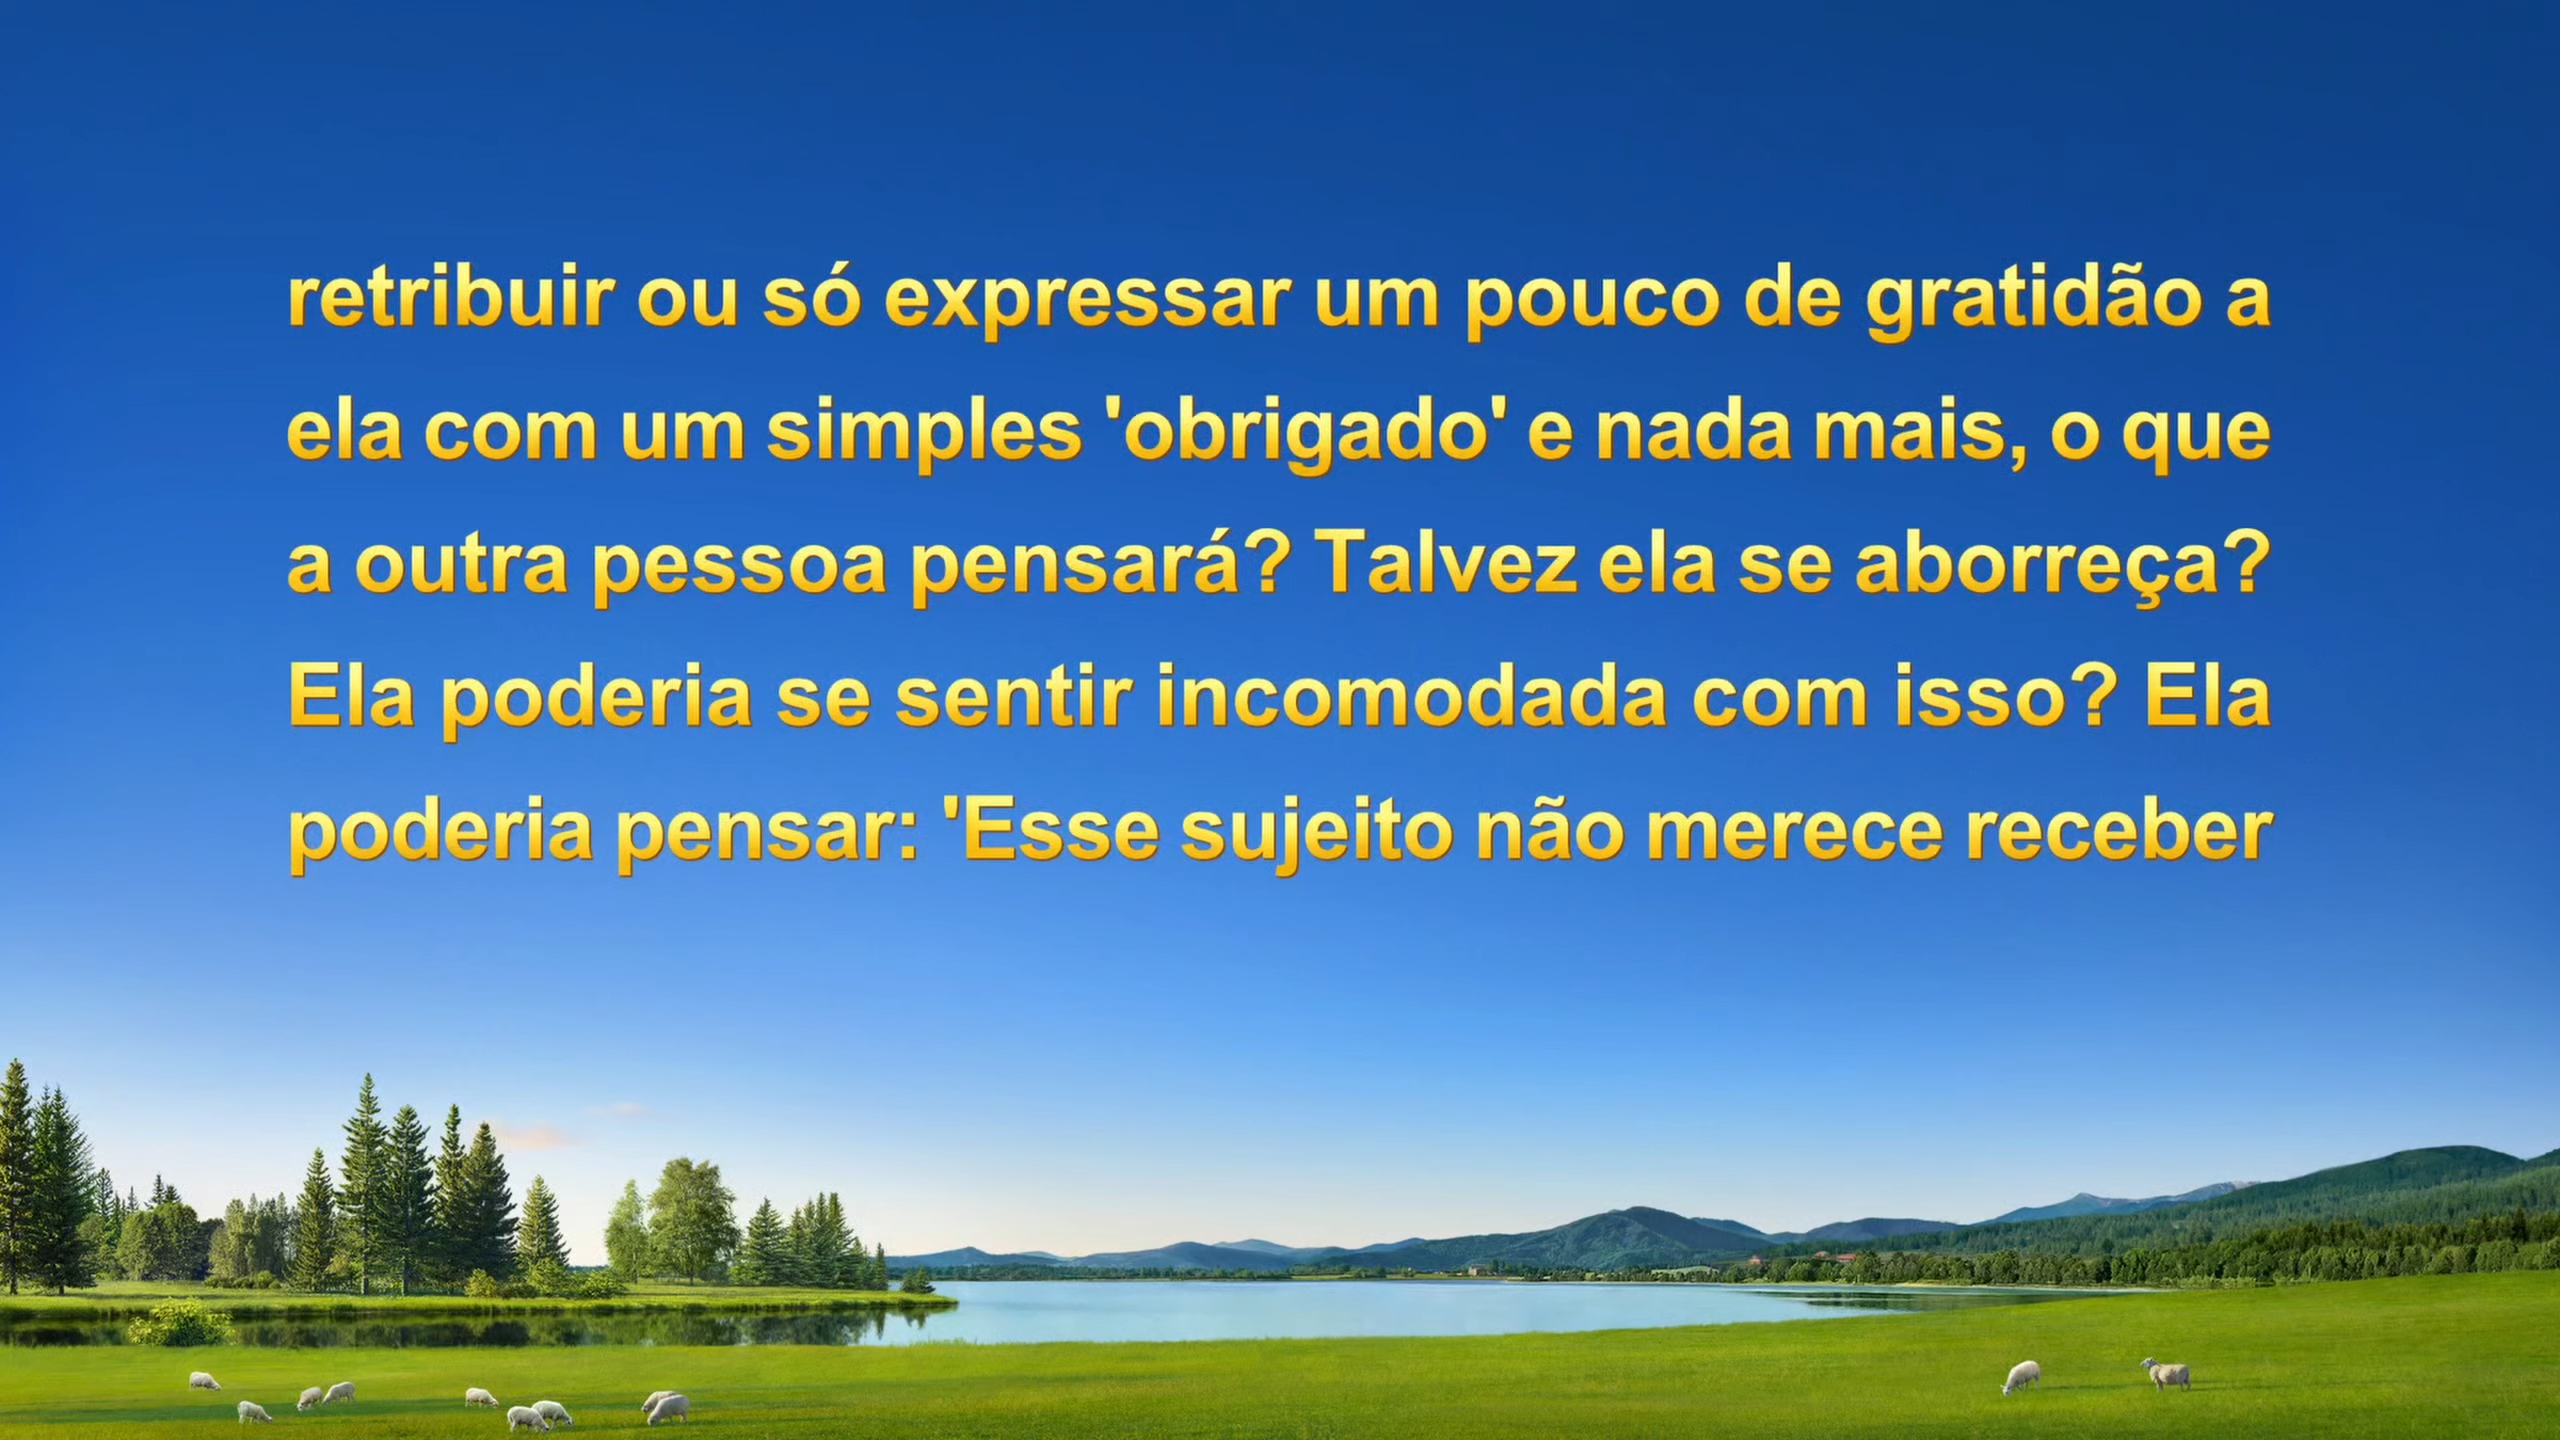 retribuir ou só expressar um pouco de gratidão a
ela com um simples 'obrigado' e nada mais, o que
a outra pessoa pensará? Talvez ela se aborreça?
Ela poderia se sentir incomodada com isso? Ela
poderia pensar: 'Esse sujeito não merece receber